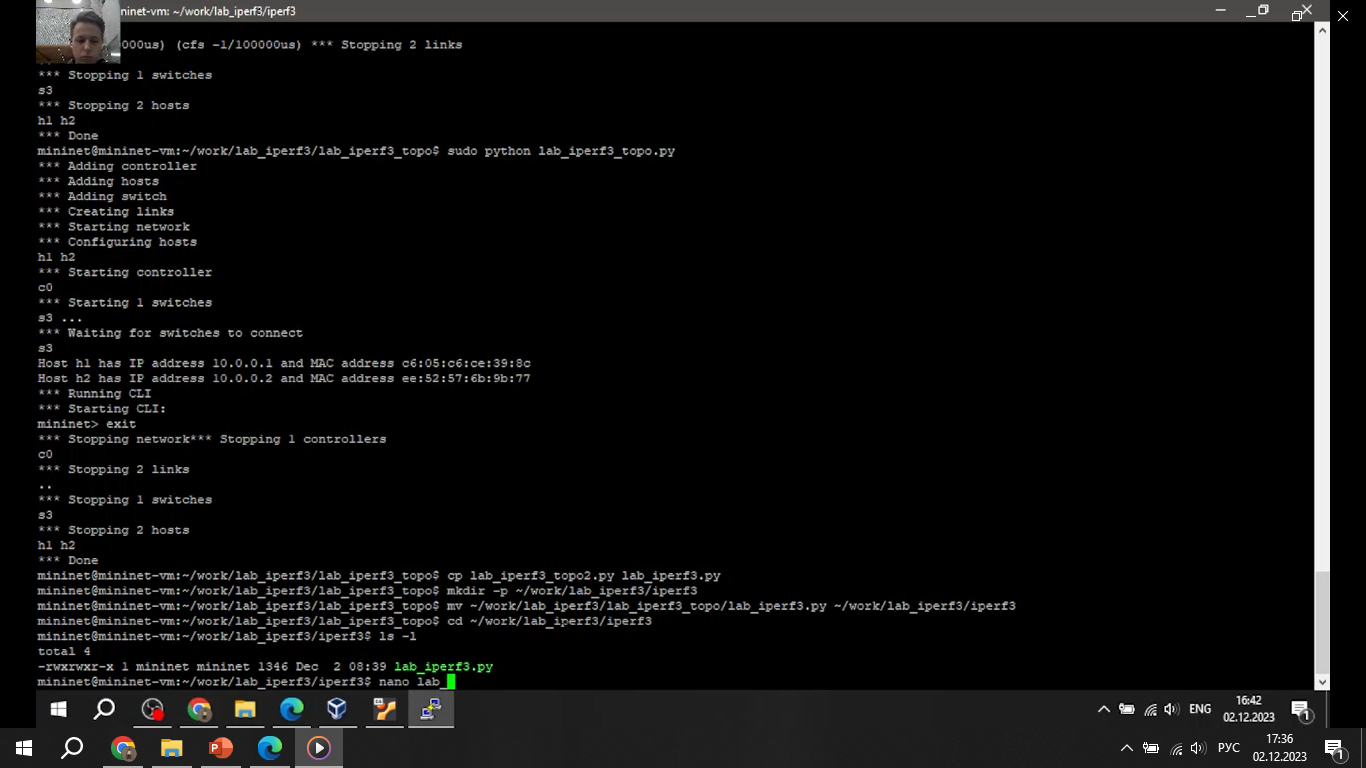 mininet-vm: ~/work/lab_iperf3/iperf3
000us) (cfs -1/100000us) *** Stopping 2 links
*** Stopping 1 switches
s3
*** Stopping 2 hosts
h1 h2
*** Done
mininet@mininet-vm:~/work/lab_iperf3/lab_iperf3_topo$ sudo python lab_iperf3_topo.py
*** Adding controller
*** Adding hosts
*** Adding switch
*** Creating links
*** Starting network
*** Configuring hosts
h1 h2
*** Starting controller
c0
*** Starting 1 switches
s3 ...
*** Waiting for switches to connect
s3
Host h1 has IP address 10.0.0.1 and MAC address c6:05:c6:ce:39:8c
Host h2 has IP address 10.0.0.2 and MAC address ee:52:57:6b:9b:77
*** Running CLI
*** Starting CLI:
mininet> exit
*** Stopping network*** Stopping 1 controllers
c0
*** Stopping 2 links
..
*** Stopping 1 switches
s3
*** Stopping 2 hosts
h1 h2
*** Done
mininet@mininet-vm:~/work/lab_iperf3/lab_iperf3_topo$ cp lab_iperf3_topo2.py lab_iperf3.py
mininet@mininet-vm:~/work/lab_iperf3/lab_iperf3_topo$ mkdir -p ~/work/lab_iperf3/iperf3
mininet@mininet-vm:~/work/lab_iperf3/lab_iperf3_topo$ mv ~/work/lab_iperf3/lab_iperf3_topo/lab_iperf3.py ~/work/lab_iperf3/iperf3
mininet@mininet-vm:~/work/lab_iperf3/lab_iperf3_topo$ cd ~/work/lab_iperf3/iperf3
mininet@mininet-vm:~/work/lab_iperf3/iperf3$ ls -l
total 4
-rwxrwxr-x 1 mininet mininet 1346 Dec  2 08:39 lab_iperf3.py
mininet@mininet-vm:~/work/lab_iperf3/iperf3$ nano lab_
ENG
16:42
02.12.2023
1
РУС
17:36
02.12.2023
1